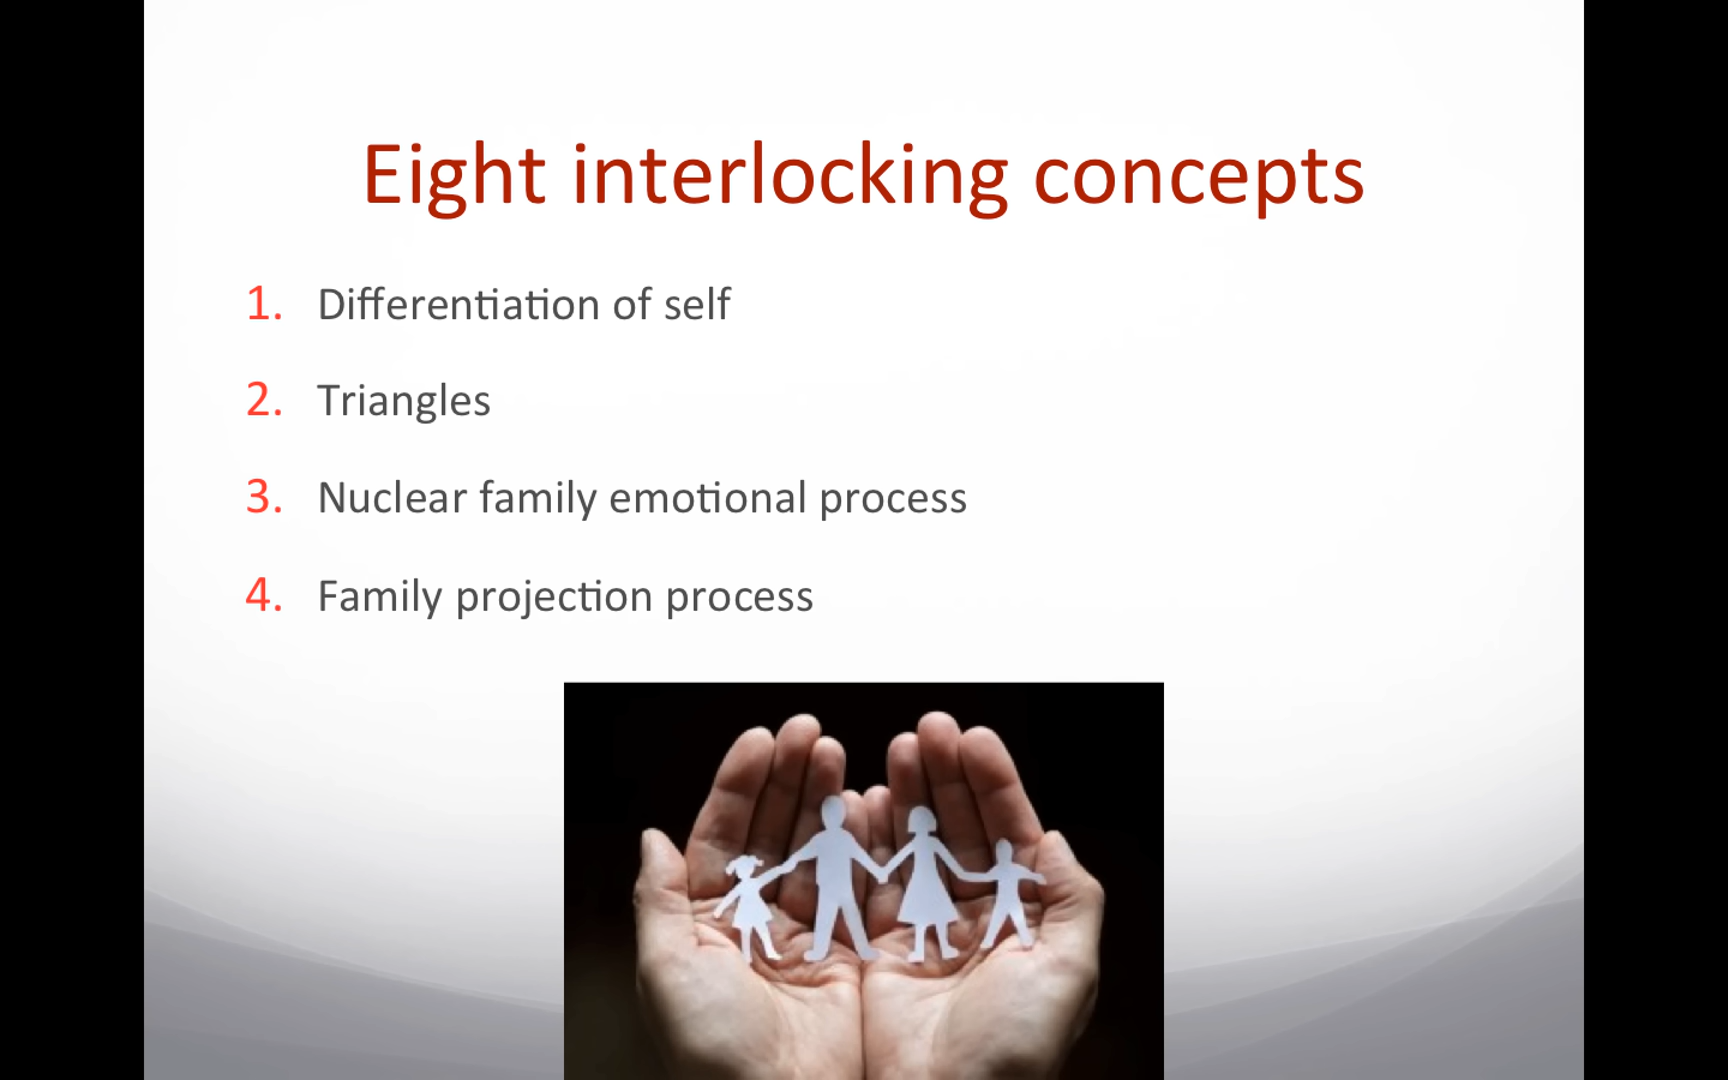 Eight interlocking concepts
1. Differentiation of self
2. Triangles
3. Nuclear family emotional process
4. Family projection process